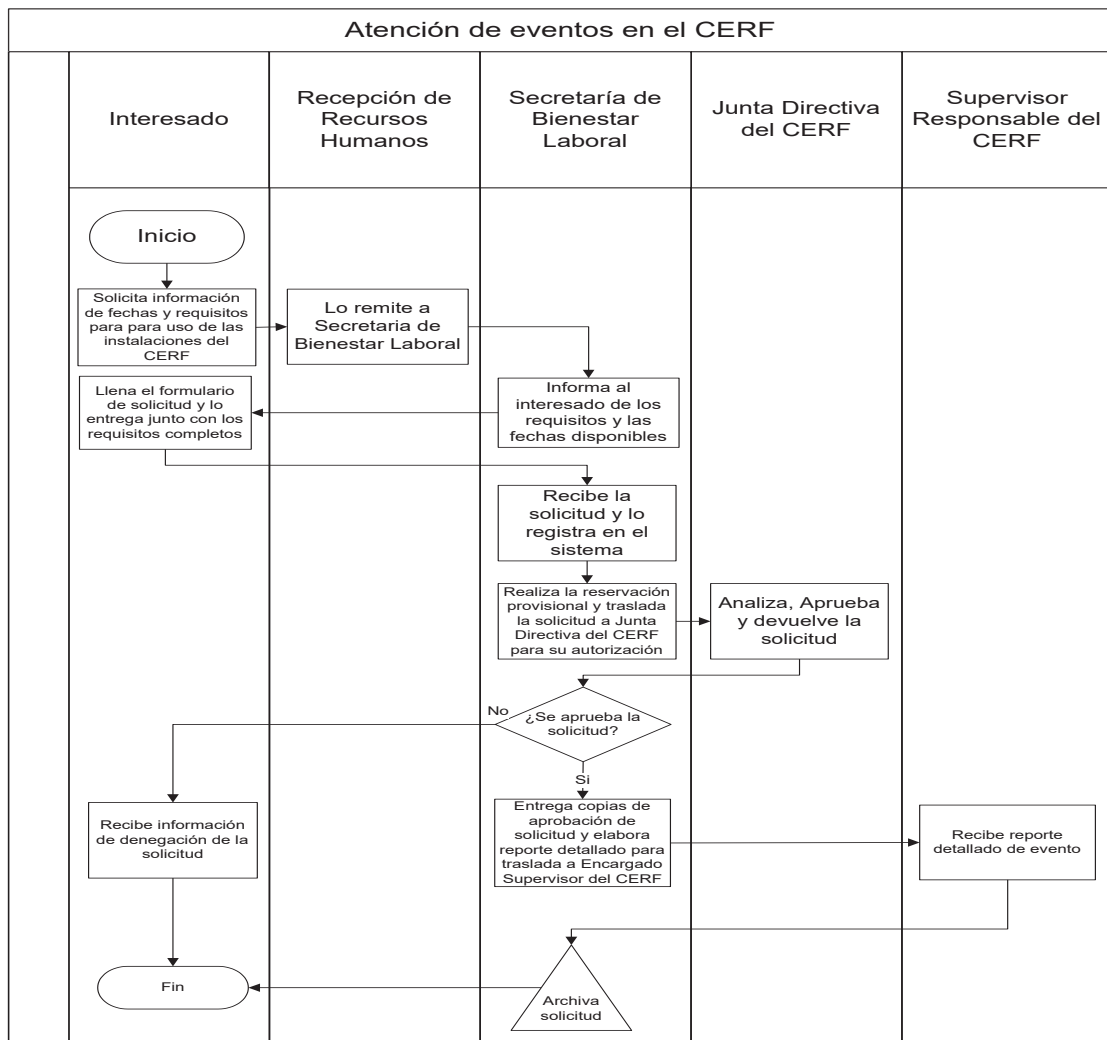 Atención de eventos en el CERF
Interesado
Recepción de
Recursos
Humanos
Secretaría de
Bienestar
Laboral
Junta Directiva
del CERF
Supervisor
Responsable del
CERF
Inicio
Solicita información
de fechas y requisitos
para para uso de las
instalaciones del
CERF
Lo remite a
Secretaria de
Bienestar Laboral
Informa al
interesado de los
requisitos y las
fechas disponibles
Llena el formulario
de solicitud y lo
entrega junto con los
requisitos completos
Recibe la
solicitud y lo
registra en el
sistema
Realiza la reservación
provisional y traslada
la solicitud a Junta
Directiva del CERF
para su autorización
Analiza, Aprueba
y devuelve la
solicitud
¿Se aprueba la
solicitud?
No
Si
Recibe información
de denegación de la
solicitud
Entrega copias de
aprobación de
solicitud y elabora
reporte detallado para
traslada a Encargado
Supervisor del CERF
Recibe reporte
detallado de evento
Archiva
solicitud
Fin